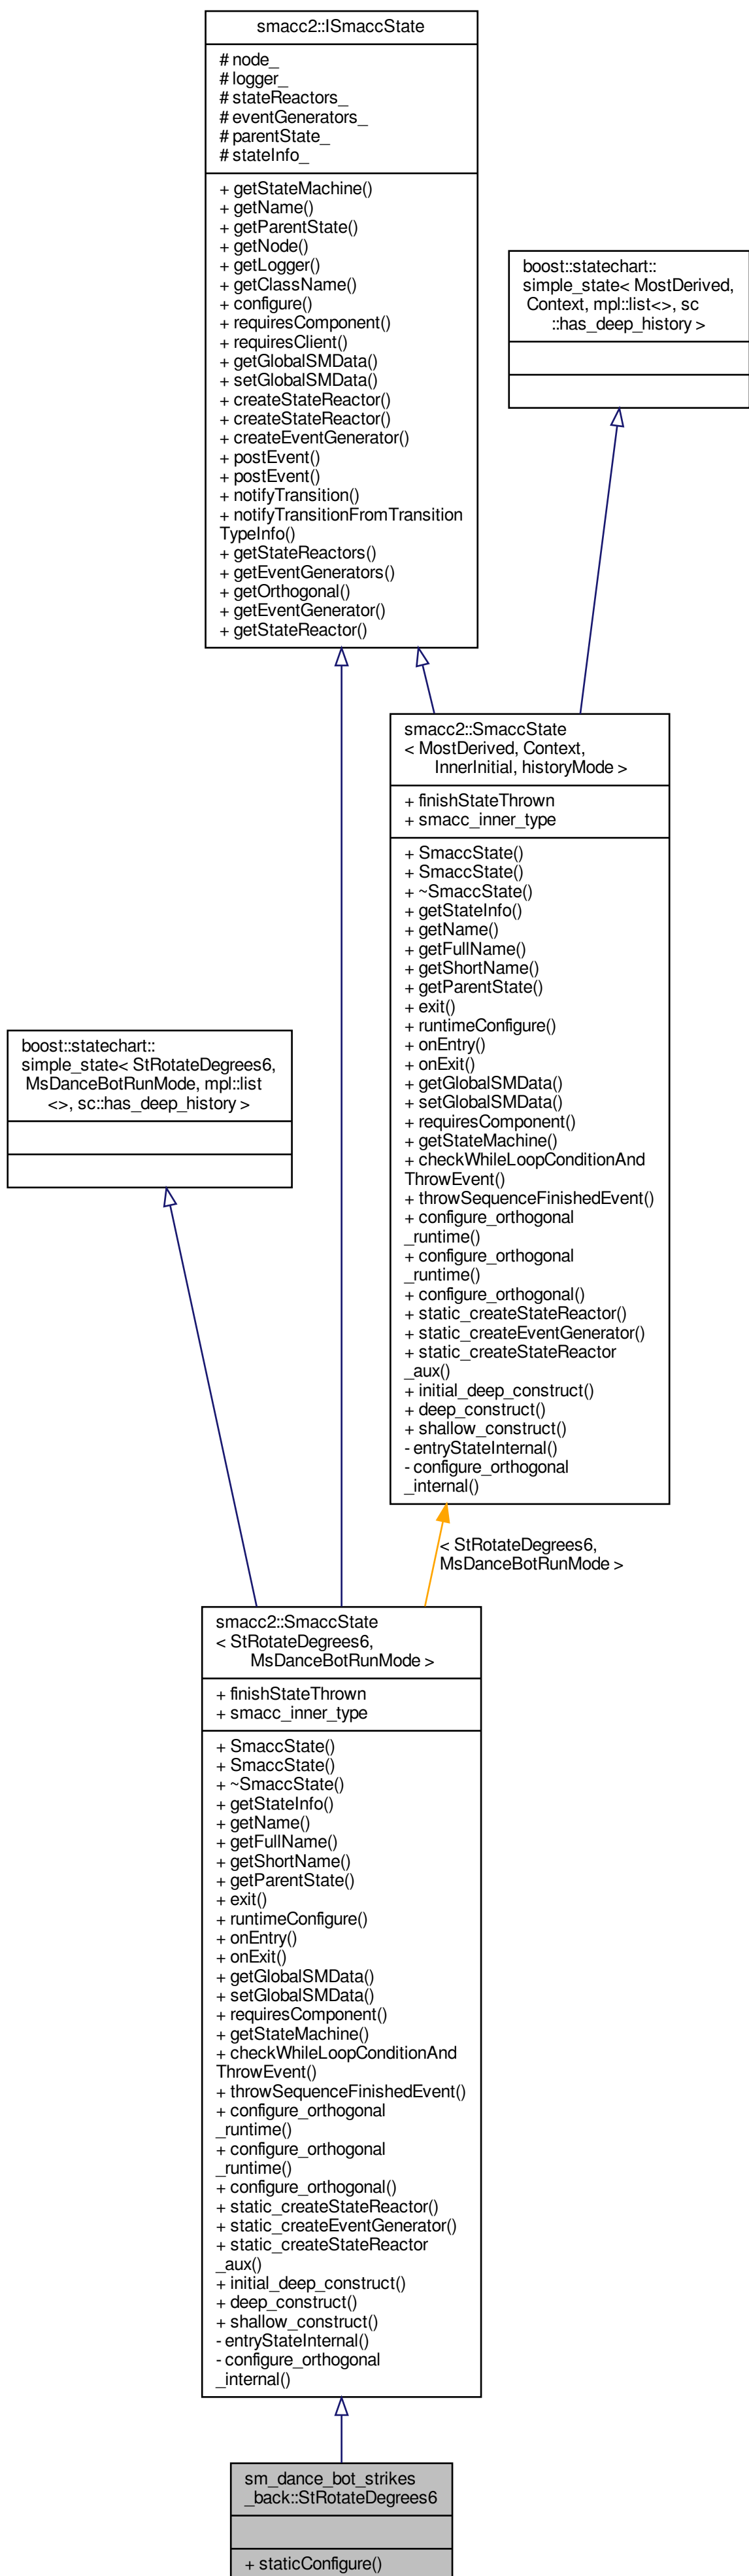 smacc2::ISmaccState
# node_
# logger_
# stateReactors_
# eventGenerators_
# parentState_
# stateInfo_
+ getStateMachine()
+ getName()
+ getParentState()
+ getNode()
+ getLogger()
+ getClassName()
+ configure()
+ requiresComponent()
+ requiresClient()
+ getGlobalSMData()
+ setGlobalSMData()
+ createStateReactor()
+ createStateReactor()
+ createEventGenerator()
+ postEvent()
+ postEvent()
+ notifyTransition()
+ notifyTransitionFromTransition
TypeInfo()
+ getStateReactors()
+ getEventGenerators()
+ getOrthogonal()
+ getEventGenerator()
+ getStateReactor()
boost::statechart::
simple_state< MostDerived,
Context, mpl::list<>, sc
::has_deep_history >
smacc2::SmaccState
< MostDerived, Context,
InnerInitial, historyMode >
+ finishStateThrown
+ smacc_inner_type
+ SmaccState()
+ SmaccState()
+ ~SmaccState()
+ getStateInfo()
+ getName()
+ getFullName()
+ getShortName()
+ getParentState()
+ exit()
+ runtimeConfigure()
+ onEntry()
+ onExit()
+ getGlobalSMData()
+ setGlobalSMData()
+ requiresComponent()
+ getStateMachine()
+ checkWhileLoopConditionAnd
ThrowEvent()
+ throwSequenceFinishedEvent()
+ configure_orthogonal
_runtime()
+ configure_orthogonal
_runtime()
+ configure_orthogonal()
+ static_createStateReactor()
+ static_createEventGenerator()
+ static_createStateReactor
_aux()
+ initial_deep_construct()
+ deep_construct()
+ shallow_construct()
- entryStateInternal()
- configure_orthogonal
_internal()
boost::statechart::
simple_state< StRotateDegrees6,
MsDanceBotRunMode, mpl::list
<>, sc::has_deep_history >
< StRotateDegrees6,
MsDanceBotRunMode >
smacc2::SmaccState
< StRotateDegrees6,
MsDanceBotRunMode >
+ finishStateThrown
+ smacc_inner_type
+ SmaccState()
+ SmaccState()
+ ~SmaccState()
+ getStateInfo()
+ getName()
+ getFullName()
+ getShortName()
+ getParentState()
+ exit()
+ runtimeConfigure()
+ onEntry()
+ onExit()
+ getGlobalSMData()
+ setGlobalSMData()
+ requiresComponent()
+ getStateMachine()
+ checkWhileLoopConditionAnd
ThrowEvent()
+ throwSequenceFinishedEvent()
+ configure_orthogonal
_runtime()
+ configure_orthogonal
_runtime()
+ configure_orthogonal()
+ static_createStateReactor()
+ static_createEventGenerator()
+ static_createStateReactor
_aux()
+ initial_deep_construct()
+ deep_construct()
+ shallow_construct()
- entryStateInternal()
- configure_orthogonal
_internal()
sm_dance_bot_strikes
_back::StRotateDegrees6
+ staticConfigure()